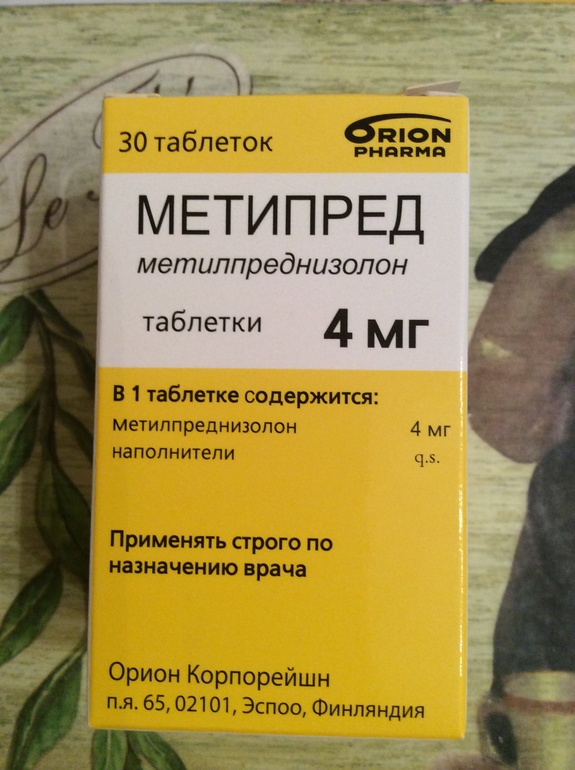 30 таблеток
ORION
PHARMA
МЕТИПРЕД
метилпреднизолон
таблетки 4 мг
В 1 таблетке содержится:
метилпреднизолон 4 мг
наполнители q.s.
Применять строго по
назначению врача
Орион Корпорейшн
п.я. 65, 02101, Эспоо, Финляндия
Le